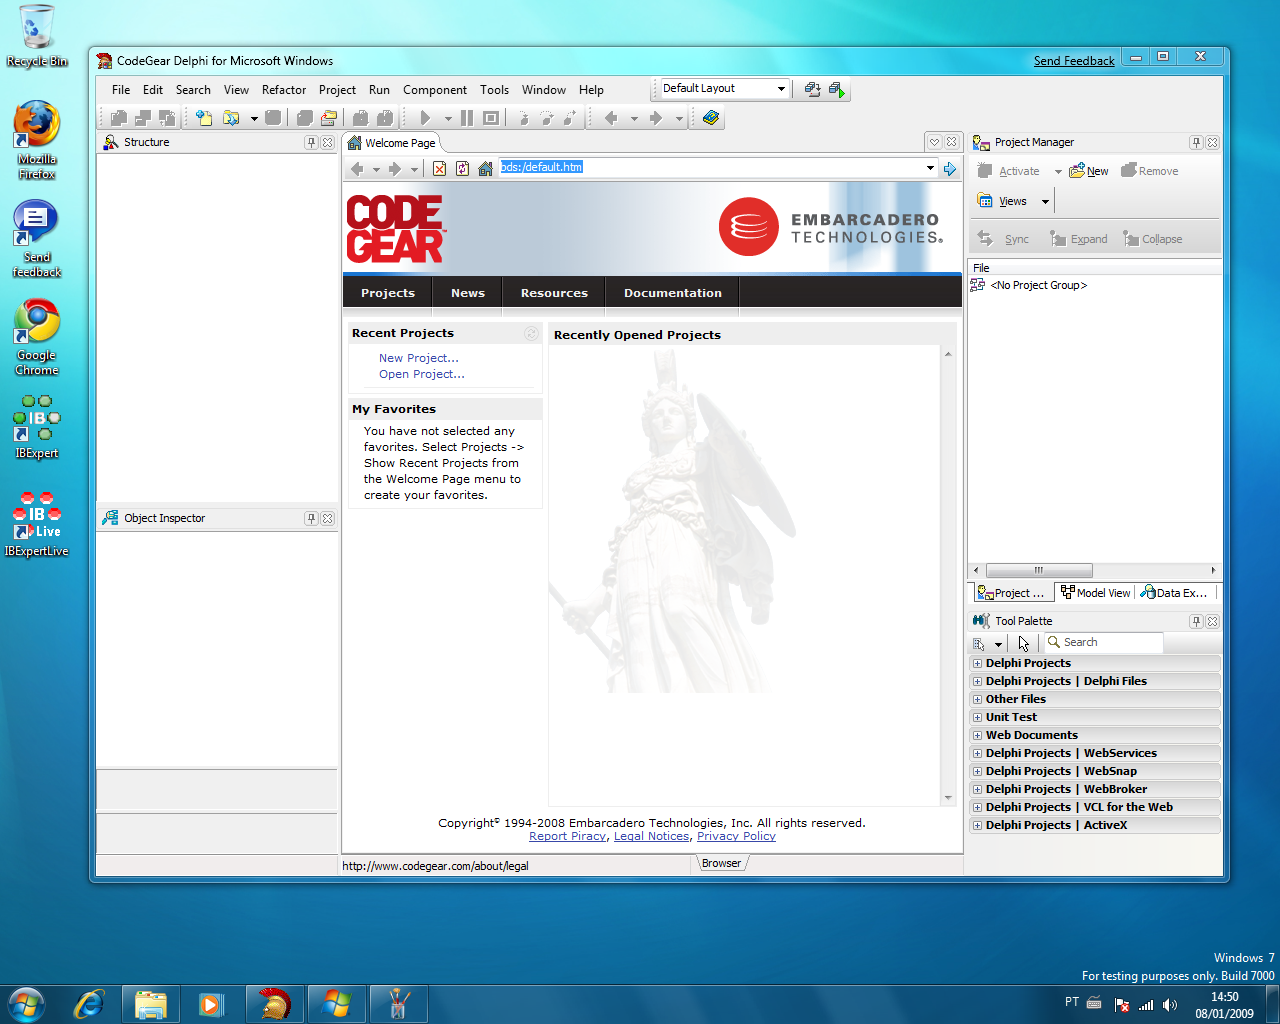 Recycle Bin
Mozilla
Firefox
Send
feedback
Google
Chrome
IB
IBExpert
IB
Live
IBExpertLive
CodeGear Delphi for Microsoft Windows
Send Feedback
File Edit Search View Refactor Project Run Component Tools Window Help
Default Layout
Structure
Object Inspector
Welcome Page
bds:/default.htm
CODE
GEAR™
EMBARCADERO
TECHNOLOGIES®
Projects News Resources Documentation
Recent Projects
New Project...
Open Project...
My Favorites
You have not selected any
favorites. Select Projects ->
Show Recent Projects from
the Welcome Page menu to
create your favorites.
Recently Opened Projects
Copyright© 1994-2008 Embarcadero Technologies, Inc. All rights reserved.
Report Piracy, Legal Notices, Privacy Policy
http://www.codegear.com/about/legal
Browser
Project Manager
Activate New Remove
Views
Sync Expand Collapse
File
<No Project Group>
Project ... Model View Data Ex...
Tool Palette
Search
Delphi Projects
Delphi Projects | Delphi Files
Other Files
Unit Test
Web Documents
Delphi Projects | WebServices
Delphi Projects | WebSnap
Delphi Projects | WebBroker
Delphi Projects | VCL for the Web
Delphi Projects | ActiveX
Windows 7
For testing purposes only. Build 7000
PT
14:50
08/01/2009